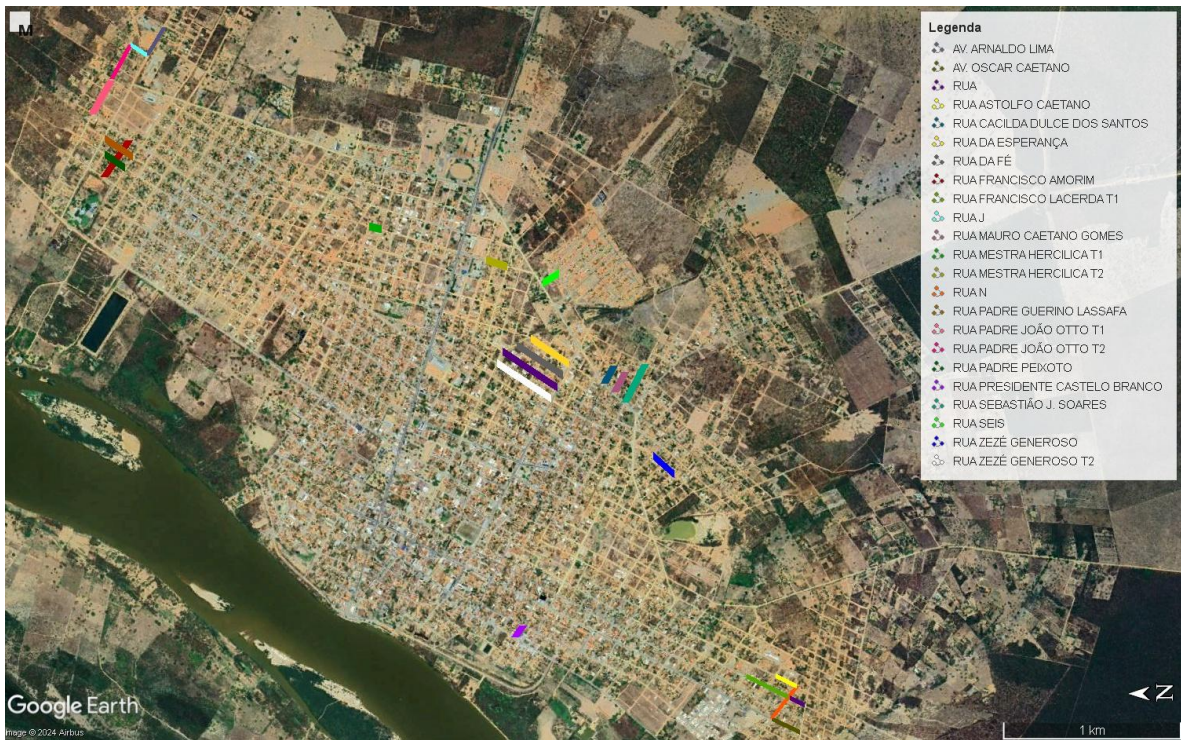 M
Legenda
AV. ARNALDO LIMA
AV. OSCAR CAETANO
RUA
RUA ASTOLFO CAETANO
RUA CACILDA DULCE DOS SANTOS
RUA DA ESPERANÇA
RUA DA FÉ
RUA FRANCISCO AMORIM
RUA FRANCISCO LACERDA T1
RUA J
RUA MAURO CAETANO GOMES
RUA MESTRA HERCILICA T1
RUA MESTRA HERCILICA T2
RUA N
RUA PADRE GUERINO LASSAFA
RUA PADRE JOÃO OTTO T1
RUA PADRE JOÃO OTTO T2
RUA PADRE PEIXOTO
RUA PRESIDENTE CASTELO BRANCO
RUA SEBASTIÃO J. SOARES
RUA SEIS
RUA ZEZÉ GENEROSO
RUA ZEZÉ GENEROSO T2
N
Google Earth
Image © 2024 Airbus
1 km